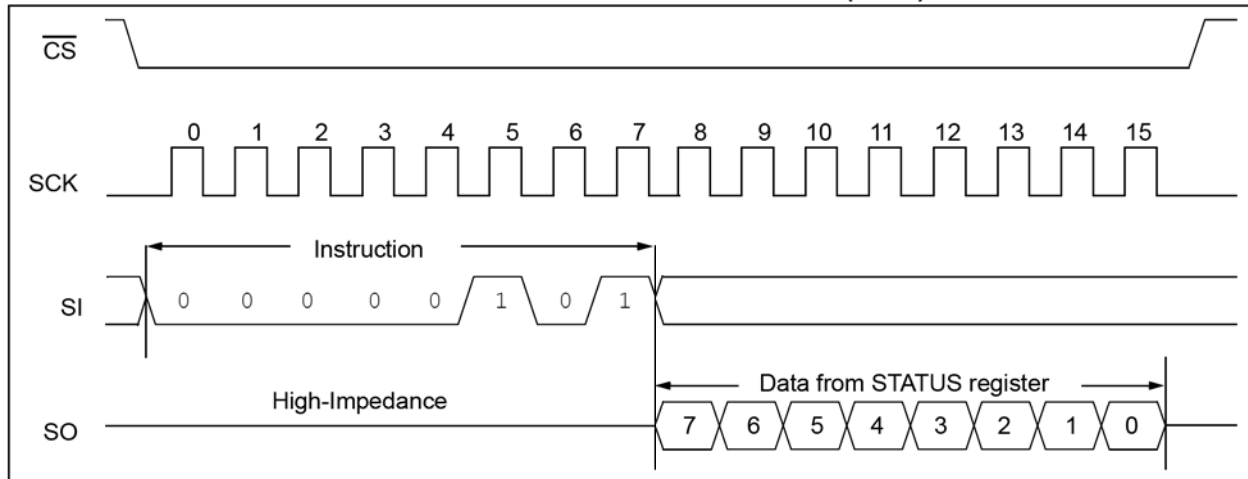 CS
0 1 2 3 4 5 6 7 8 9 10 11 12 13 14 15
SCK
Instruction
SI 0 0 0 0 0 1 0 1
Data from STATUS register
High-Impedance
SO 7 6 5 4 3 2 1 0